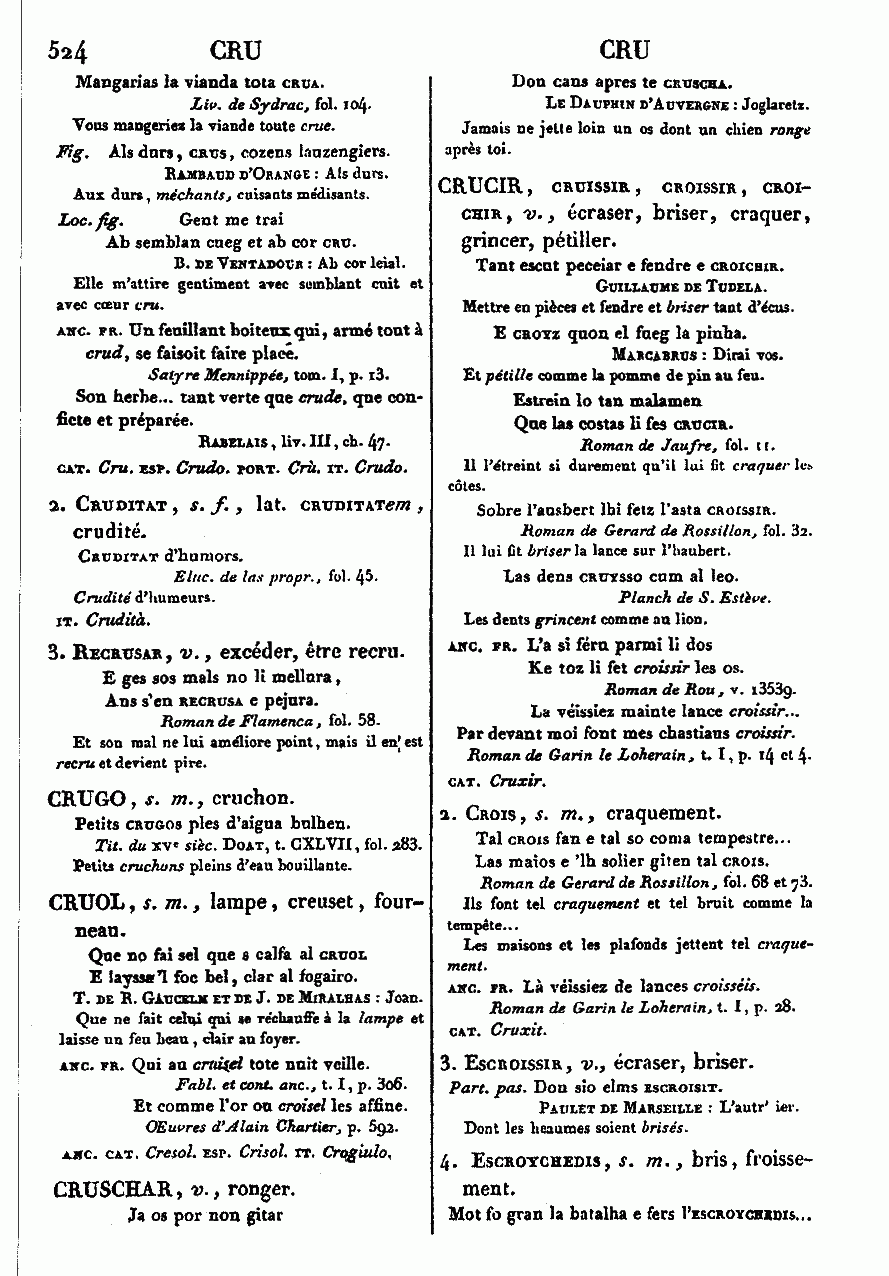 524 CRU CRU
Mangarias la vianda tota CRUA.
Liv. de Sydrac, fol. 104.
Vous mangeriez la viande toute crue.
Fig. Als durs, CRUS, cozens lauzengiers.
RAMBAUD D'ORANGE : Als durs.
Aux durs, méchants, cuisants médisants.
Loc. fig. Gent me trai
Ab semblan cueg et ab cor CRU.
B. DE VENTADOUR : Ab cor leial.
Elle m'attire gentiment avec semblant cuit et
avec cœur cru.
ANC. FR. Un feuillant boiteux qui, armé tout à
crud, se faisoit faire place.
Satyre Mennippée, tom. I, p. 13.
Son herbe... tant verte que crude, que con-
ficte et préparée.
RABELAIS, liv. III, ch. 47.
CAT. Cru. ESP. Crudo. PORT. Crù. IT. Crudo.
2. CRUDITAT, s. f., lat. CRUDITATem,
crudité.
CRUDITAT d'humors.
Eluc. de las propr., fol. 45.
Crudité d'humeurs.
IT. Crudità.
3. RECRUSAR, v., excéder, être recru.
E ges sos mals no li mellura,
Ans s'en RECRUSA e pejura.
Roman de Flamenca, fol. 58.
Et son mal ne lui améliore point, mais il en est
recru et devient pire.
CRUGO, s. m., cruchon.
Petits CRUGOS ples d'aigua bulhen.
Tit. du XVe sièc. DOAT, t. CXLVII, fol. 283.
Petits cruchons pleins d'eau bouillante.
CRUOL, s. m., lampe, creuset, four-
neau.
Que no fai sel que s calfa al CRUOL
E layssa'l foc bel, clar al fogairo.
T. DE R. GAUCELM ET DE J. DE MIRALHAS : Joan.
Que ne fait celui qui se réchauffe à la lampe et
laisse un feu beau, clair au foyer.
ANC. FR. Qui au cruisel tote nuit veille.
Fabl. et cont. anc., t. I, p. 306.
Et comme l'or ou croisel les affine.
Œuvres d'Alain Chartier, p. 592.
ANC. CAT. Cresol. ESP. Crisol. IT. Crogiulo.
CRUSCHAR, v., ronger.
Ja os por non gitar
Don cans apres te CRUSCHA.
LE DAUPHIN D'AUVERGNE : Joglaretz.
Jamais ne jette loin un os dont un chien ronge
après toi.
CRUCIR, CRUISSIR, CROISSIR, CROI-
CHIR, v., écraser, briser, craquer,
grincer, pétiller.
Tant escut peceiar e fendre e CROICHIR.
GUILLAUME DE TUDELA.
Mettre en pièces et fendre et briser tant d'écus.
E CROYZ quon el fueg la pinha.
MARCABRUS : Dirai vos.
Et pétille comme la pomme de pin au feu.
Estrein lo tan malamen
Que las costas li fes CRUCIR.
Roman de Jaufre, fol. 11.
Il l'étreint si durement qu'il lui fit craquer les
côtes.
Sobre l'ausbert lhi fetz l'asta CROISSIR.
Roman de Gerard de Rossillon, fol. 32.
Il lui fit briser la lance sur l'haubert.
Las dens CRUYSSO cum al leo.
Planch de S. Estève.
Les dents grincent comme au lion.
ANC. FR. L'a si féru parmi li dos
Ke toz li fet croissir les os.
Roman de Rou, v. 13539.
La véissiez mainte lance croissir...
Par devant moi font mes chastiaus croissir.
Roman de Garin le Loherain, t. I, p. 14 et 4.
CAT. Cruxir.
2. CROIS, s. m., craquement.
Tal CROIS fan e tal so coma tempestre...
Las maios e 'lh solier giten tal CROIS.
Roman de Gerard de Rossillon, fol. 68 et 73.
Ils font tel craquement et tel bruit comme la
tempête...
Les maisons et les plafonds jettent tel craque-
ment.
ANC. FR. Là véissiez de lances croisséis.
Roman de Garin le Loherain, t. I, p. 28.
CAT. Cruxit.
3. ESCROISSIR, v., écraser, briser.
Part. pas. Don sio elms ESCROISIT.
PAULET DE MARSEILLE : L'autr' ier.
Dont les heaumes soient brisés.
4. ESCROYCHEDIS, s. m., bris, froisse-
ment.
Mot fo gran la batalha e fers l'ESCROYCHEDIS...